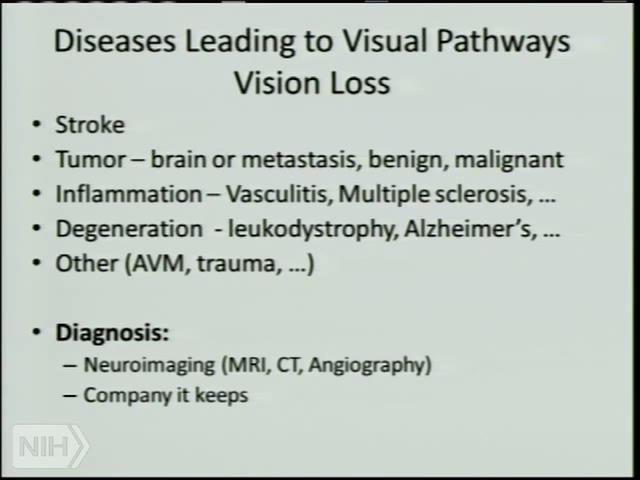 Diseases Leading to Visual Pathways
Vision Loss
• Stroke
• Tumor – brain or metastasis, benign, malignant
• Inflammation – Vasculitis, Multiple sclerosis, ...
• Degeneration - leukodystrophy, Alzheimer's, ...
• Other (AVM, trauma, ...)
• Diagnosis:
– Neuroimaging (MRI, CT, Angiography)
– Company it keeps
NIH